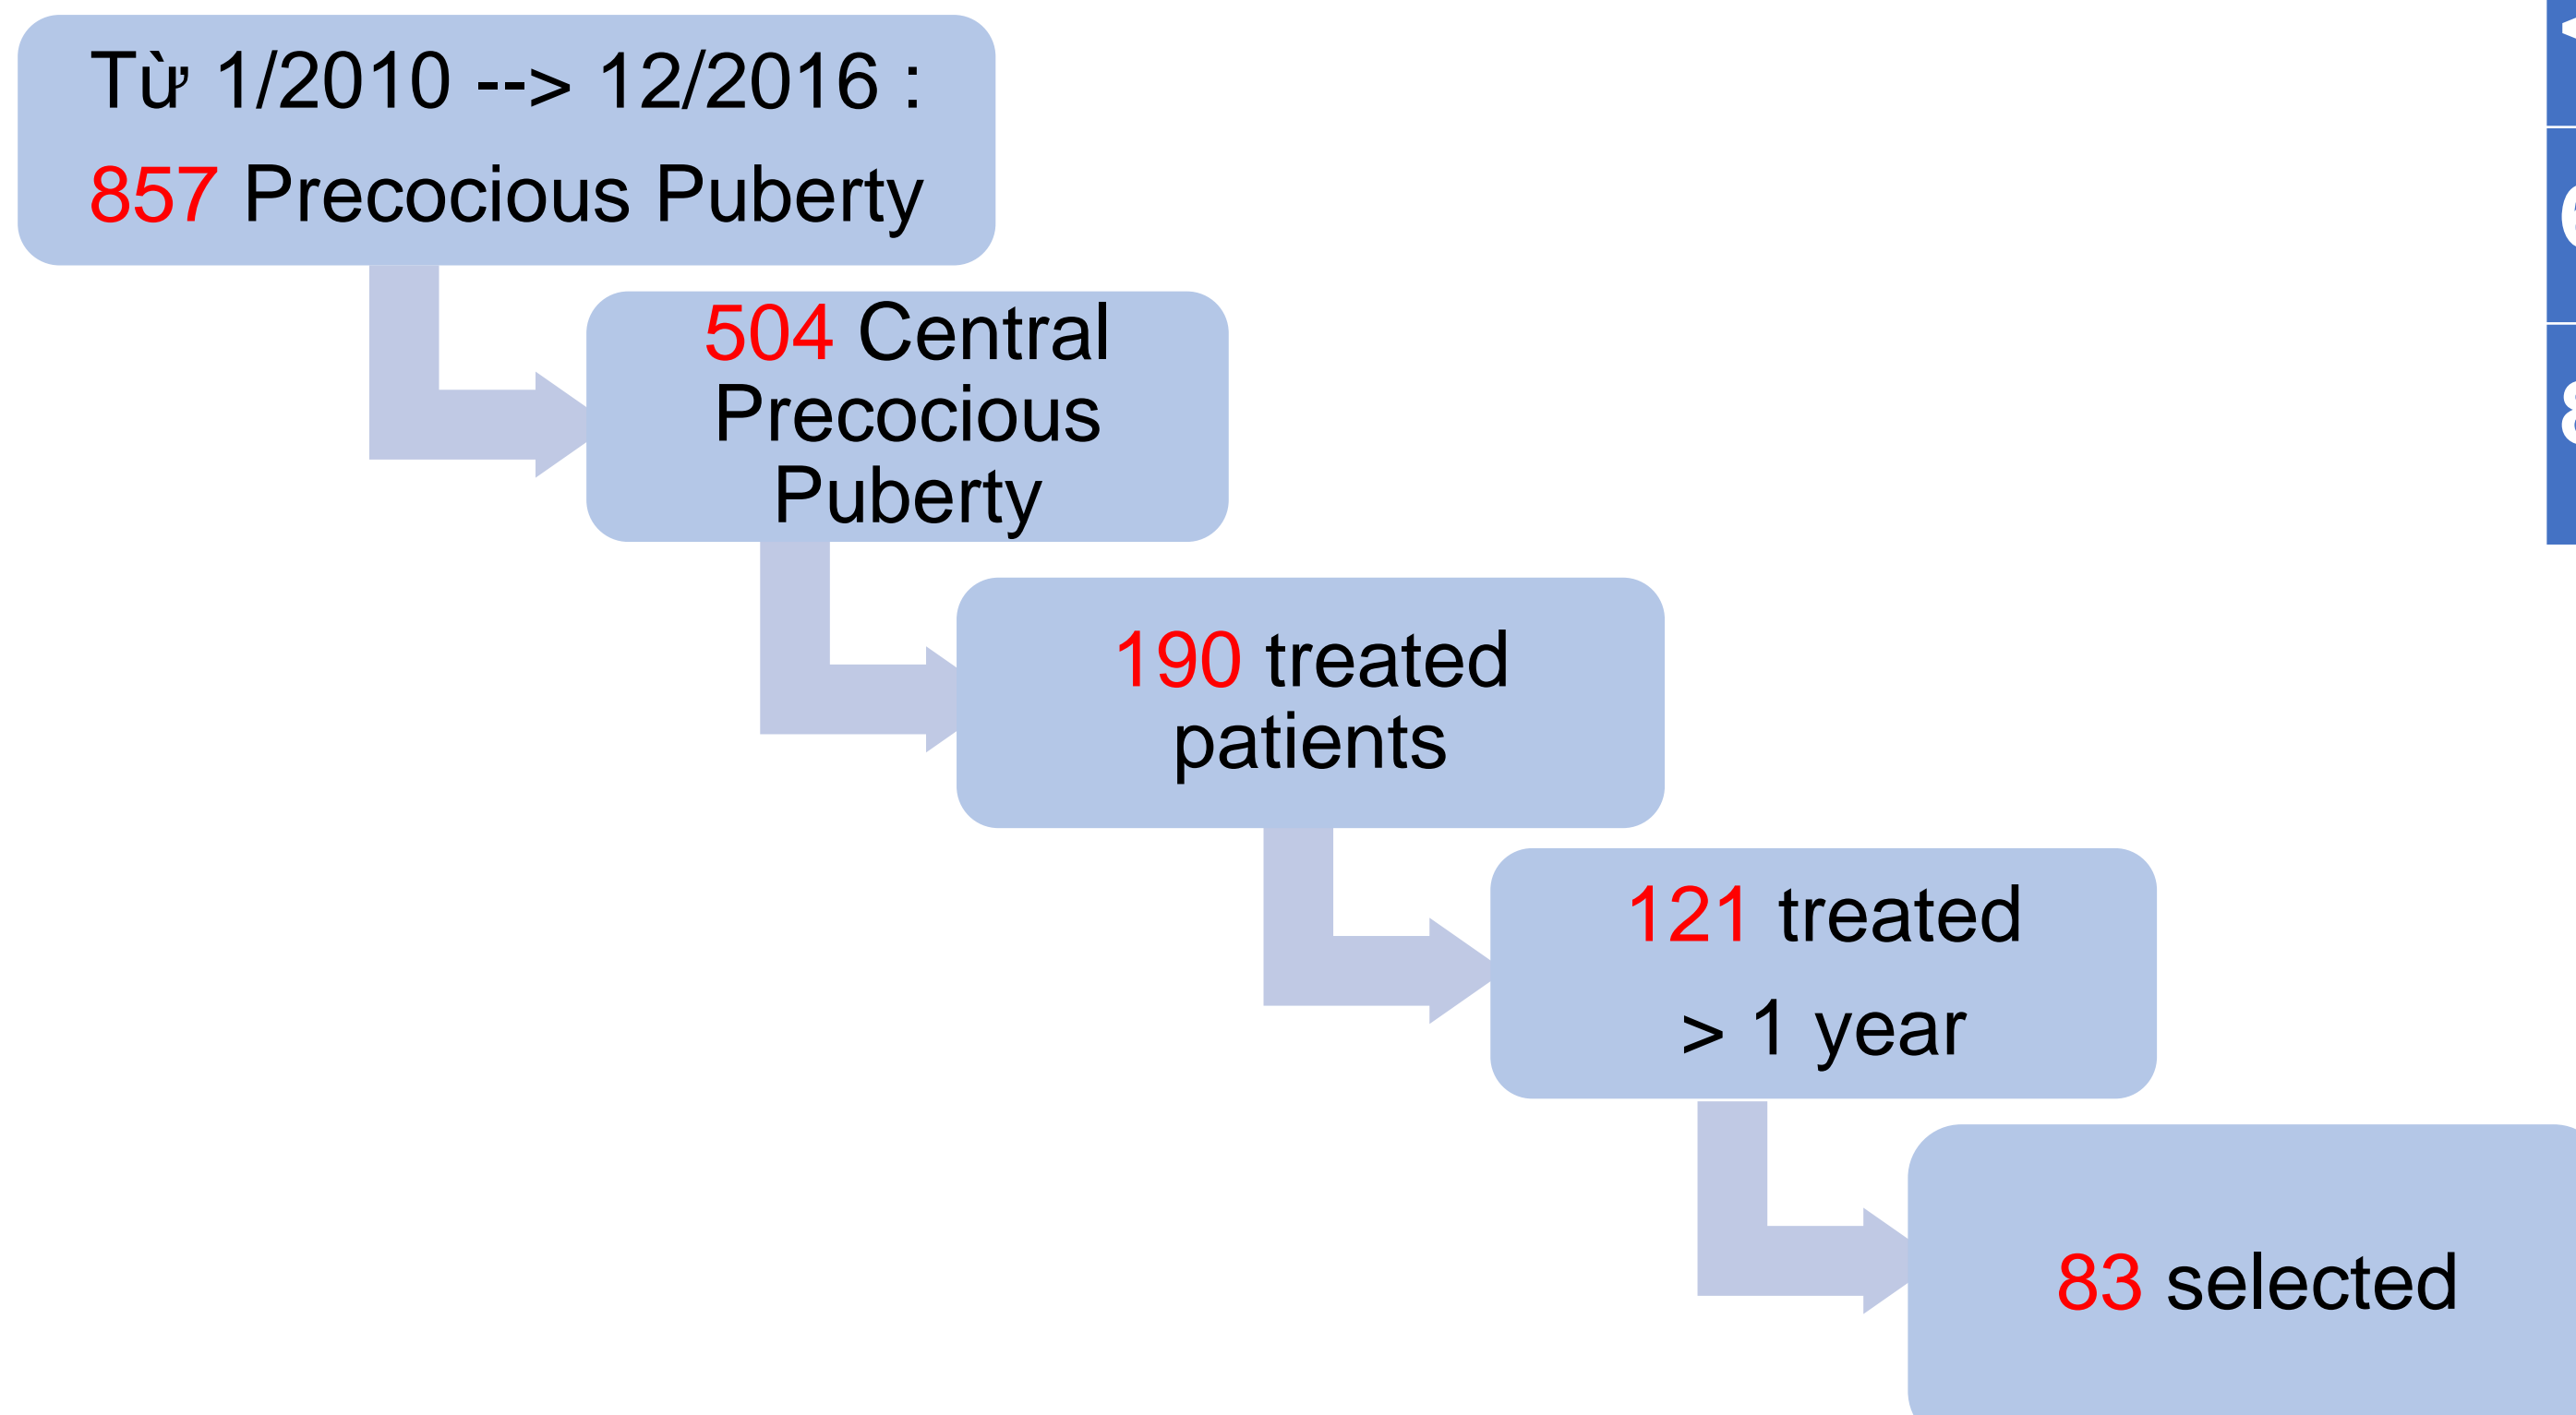 Từ 1/2010 --> 12/2016 :
857 Precocious Puberty
504 Central
Precocious
Puberty
190 treated
patients
121 treated
> 1 year
83 selected